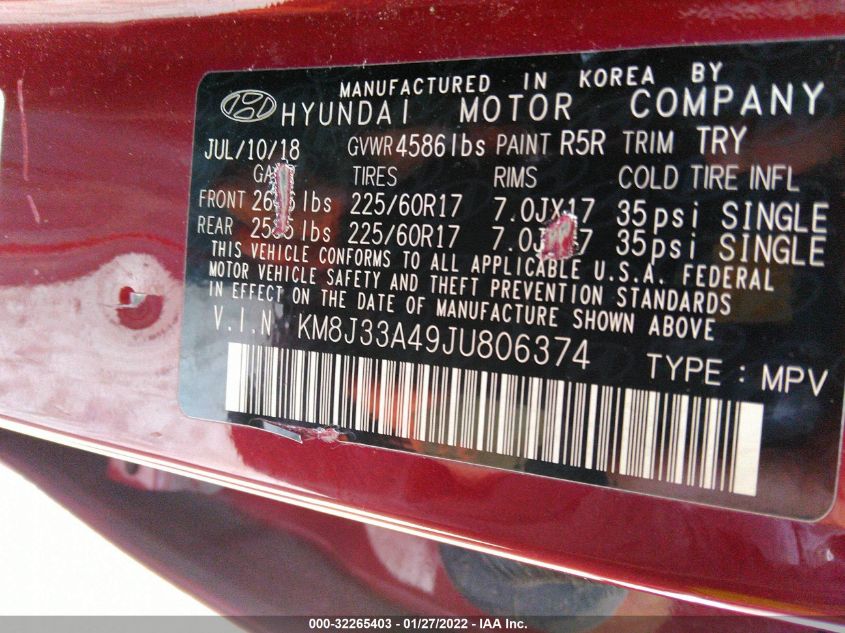 MANUFACTURED IN KOREA BY
HYUNDAI MOTOR COMPANY
JUL/10/18 GVWR 4586 lbs PAINT R5R TRIM TRY
TIRES RIMS COLD TIRE INFL
FRONT lbs 225/60R17 7.0JX17 35psi SINGLE
REAR lbs 225/60R17 35psi SINGLE
THIS VEHICLE CONFORMS TO ALL APPLICABLE U.S.A. FEDERAL
MOTOR VEHICLE SAFETY AND THEFT PREVENTION STANDARDS
IN EFFECT ON THE DATE OF MANUFACTURE SHOWN ABOVE
V.I.N KM8J33A49JU806374 TYPE : MPV
000-32265403 — 01/27/2022 — IAA Inc.